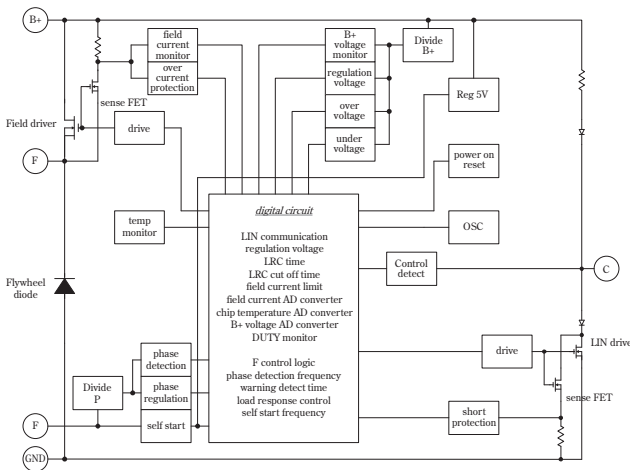 B+
field
current
monitor
over
current
protection
sense FET
Field driver
drive
F
B+
voltage
monitor
regulation
voltage
over
voltage
under
voltage
Divide
B+
Reg 5V
power on
reset
OSC
temp
monitor
digital circuit
LIN communication
regulation voltage
LRC time
LRC cut off time
field current limit
field current AD converter
chip temperature AD converter
B+ voltage AD converter
DUTY monitor
F control logic
phase detection frequency
warning detect time
load response control
self start frequency
Control
detect
C
Flywheel
diode
drive
LIN drive
sense FET
short
protection
phase
detection
phase
regulation
self start
Divide
P
F
GND